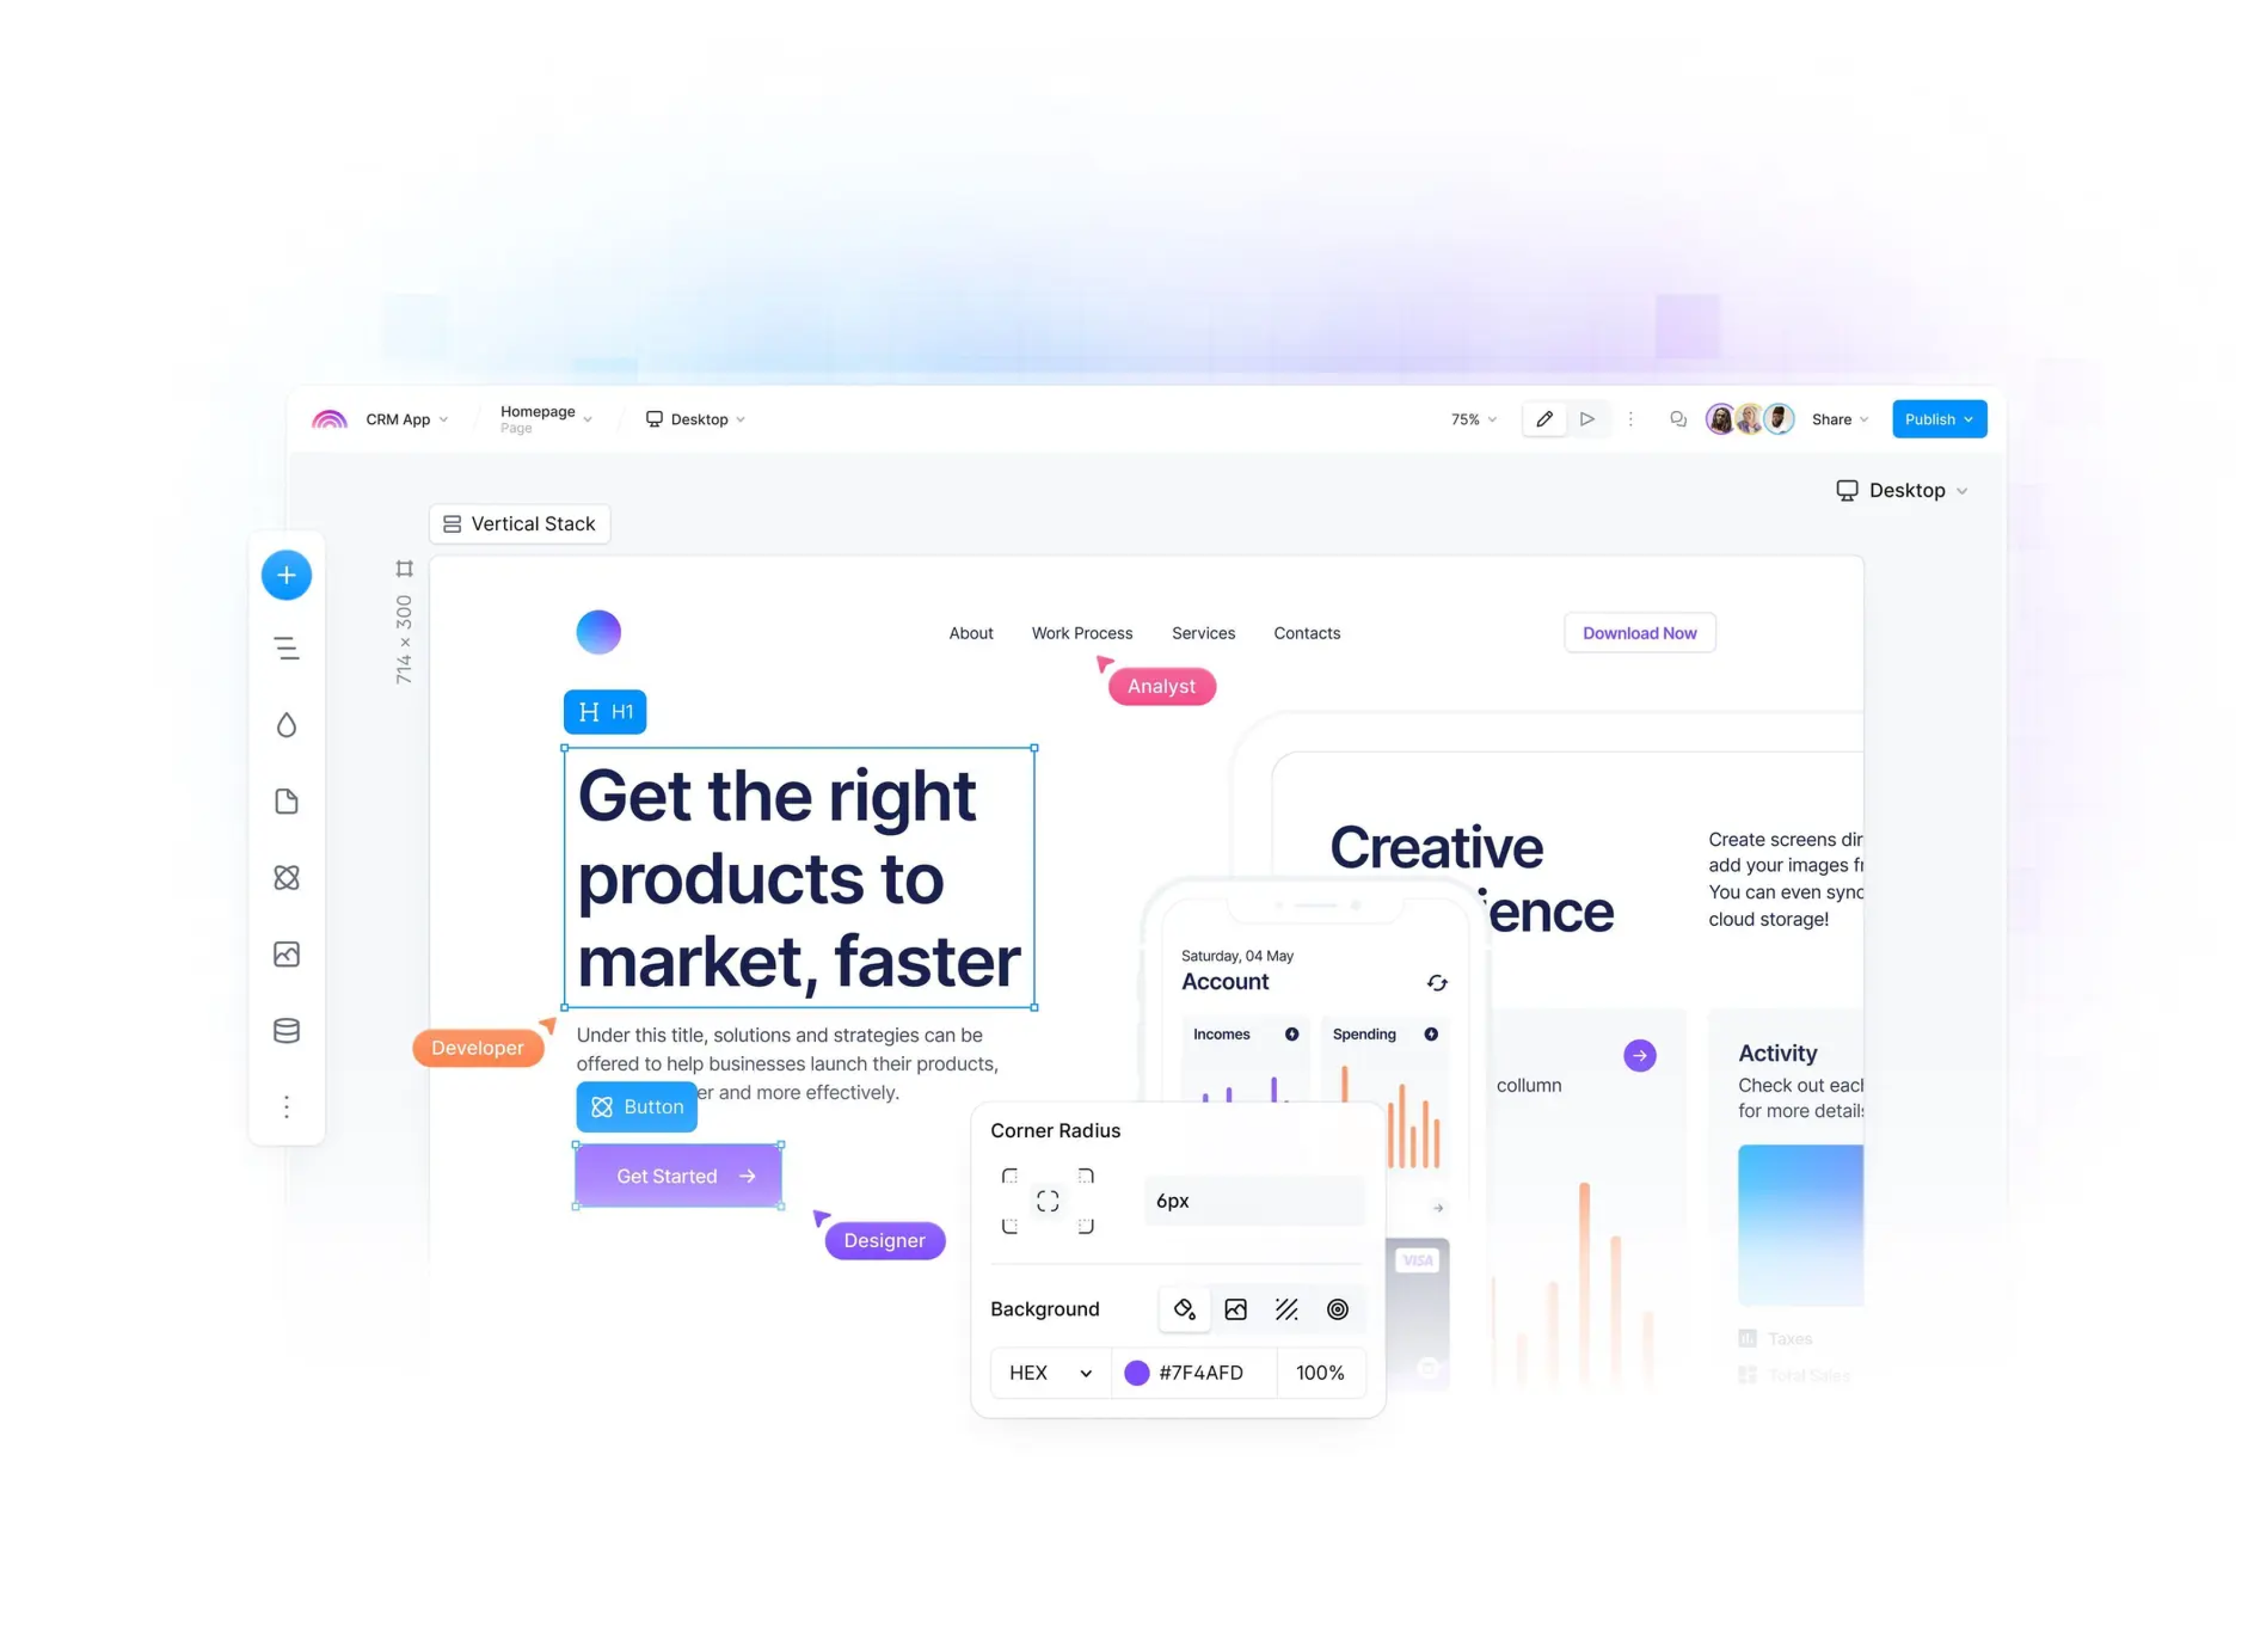 CRM App
Homepage
Page
Desktop
75%
Share
Publish
Desktop
Vertical Stack
714 × 300
About
Work Process
Services
Contacts
Download Now
Analyst
H1
Get the right
products to
market, faster
Developer
Under this title, solutions and strategies can be
offered to help businesses launch their products,
er and more effectively.
Button
Get Started
Designer
Creative
ience
Create screens dir
add your images fr
You can even sync
cloud storage!
Saturday, 04 May
Account
Incomes
Spending
collumn
Activity
Check out each
for more details
VISA
Taxes
Total Sales
Corner Radius
6px
Background
HEX
#7F4AFD
100%